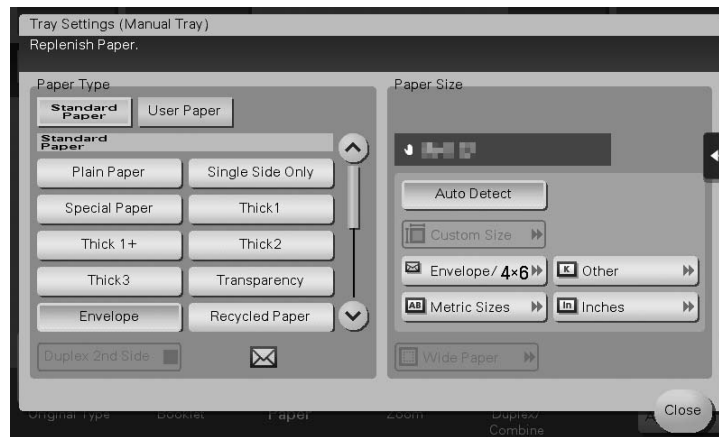 Tray Settings (Manual Tray)
Replenish Paper.
Paper Type
Standard
Paper
User Paper
Standard
Paper
Plain Paper
Single Side Only
Special Paper
Thick1
Thick 1+
Thick2
Thick3
Transparency
Envelope
Recycled Paper
Duplex 2nd Side
Paper Size
Auto Detect
Custom Size
Envelope/ 4×6
K Other
AB Metric Sizes
In Inches
Wide Paper
Close
Original Type
Booklet
Paper
Zoom
Duplex/
Combine